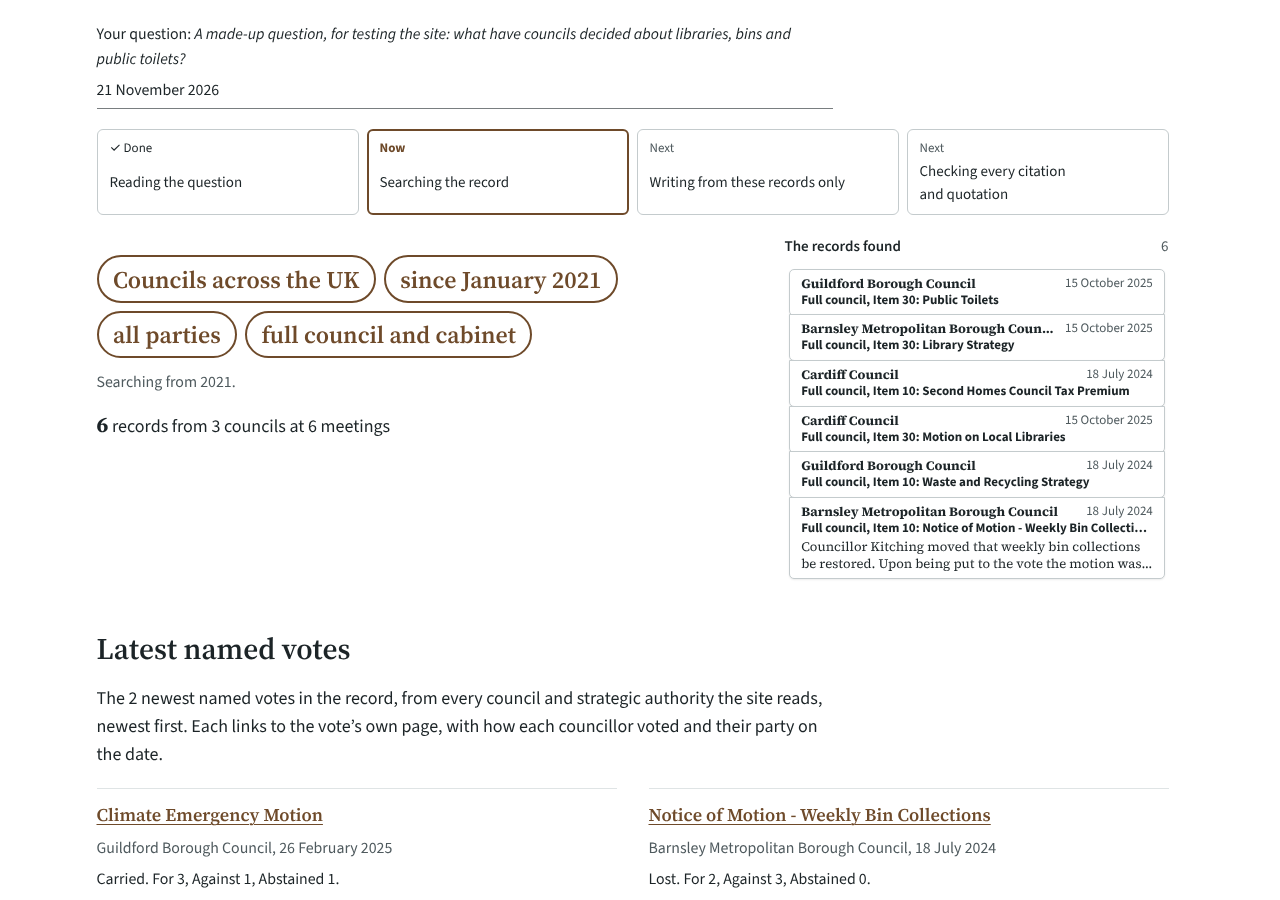 Your question: A made-up question, for testing the site: what have councils decided about libraries, bins and
public toilets?
21 November 2026
✓ Done
Reading the question
Now
Searching the record
Next
Writing from these records only
Next
Checking every citation
and quotation
Councils across the UK
since January 2021
all parties
full council and cabinet
Searching from 2021.
6 records from 3 councils at 6 meetings
The records found 6
Guildford Borough Council 15 October 2025
Full council, Item 30: Public Toilets
Barnsley Metropolitan Borough Coun... 15 October 2025
Full council, Item 30: Library Strategy
Cardiff Council 18 July 2024
Full council, Item 10: Second Homes Council Tax Premium
Cardiff Council 15 October 2025
Full council, Item 30: Motion on Local Libraries
Guildford Borough Council 18 July 2024
Full council, Item 10: Waste and Recycling Strategy
Barnsley Metropolitan Borough Council 18 July 2024
Full council, Item 10: Notice of Motion - Weekly Bin Collecti...
Councillor Kitching moved that weekly bin collections
be restored. Upon being put to the vote the motion was...
Latest named votes
The 2 newest named votes in the record, from every council and strategic authority the site reads,
newest first. Each links to the vote’s own page, with how each councillor voted and their party on
the date.
Climate Emergency Motion
Guildford Borough Council, 26 February 2025
Carried. For 3, Against 1, Abstained 1.
Notice of Motion - Weekly Bin Collections
Barnsley Metropolitan Borough Council, 18 July 2024
Lost. For 2, Against 3, Abstained 0.